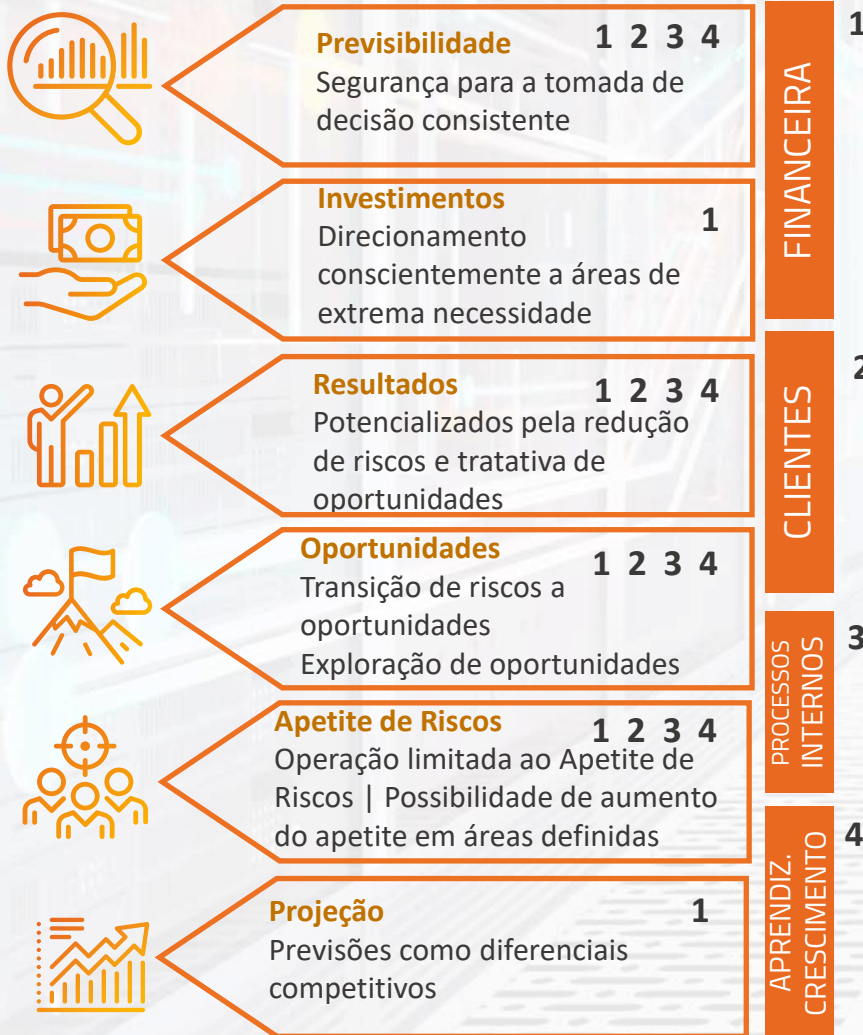 Previsibilidade 1 2 3 4
Segurança para a tomada de
decisão consistente
Investimentos
1
Direcionamento
conscientemente a áreas de
extrema necessidade
Resultados 1 2 3 4
Potencializados pela redução
de riscos e tratativa de
oportunidades
Oportunidades
1 2 3 4
Transição de riscos a
oportunidades
Exploração de oportunidades
Apetite de Riscos 1 2 3 4
Operação limitada ao Apetite de
Riscos | Possibilidade de aumento
do apetite em áreas definidas
Projeção 1
Previsões como diferenciais
competitivos
FINANCEIRA
1
CLIENTES
2
PROCESSOS
INTERNOS
3
APRENDIZ.
CRESCIMENTO
4